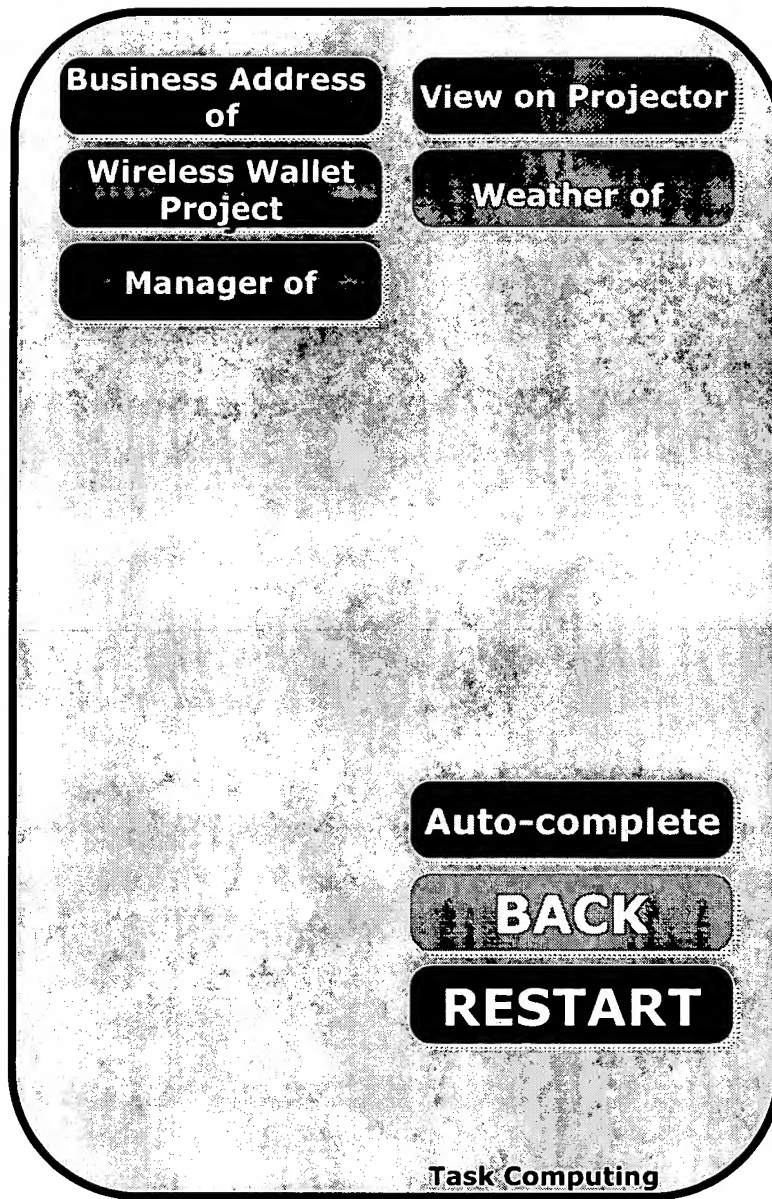 Business Address
of
View on Projector
Wireless Wallet
Project
Weather of
Manager of
Auto-complete
BACK
RESTART
Task Computing